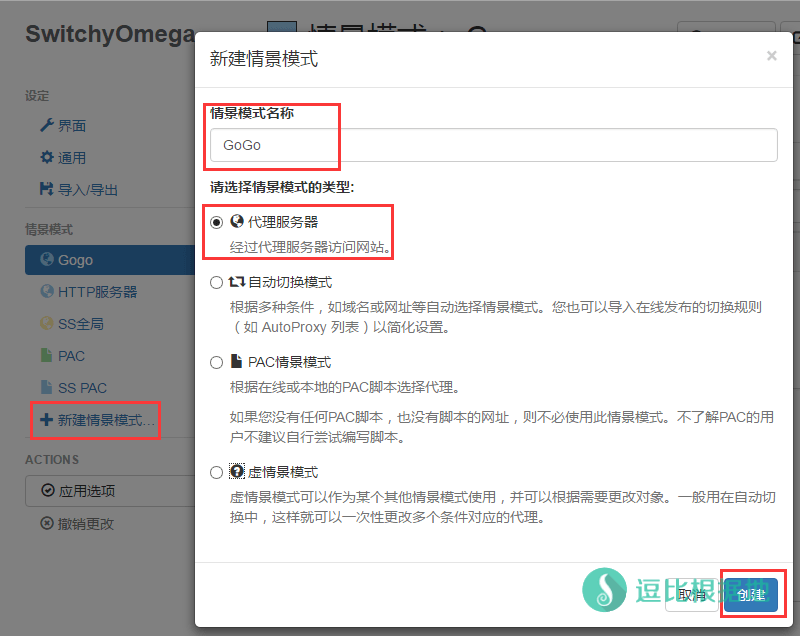 SwitchyOmega
情景模式
设定
界面
通用
导入/导出
情景模式
Gogo
HTTP服务器
SS全局
PAC
SS PAC
新建情景模式...
ACTIONS
应用选项
撤销更改
新建情景模式
×
情景模式名称
GoGo
请选择情景模式的类型:
代理服务器
经过代理服务器访问网站。
自动切换模式
根据多种条件，如域名或网址等自动选择情景模式。您也可以导入在线发布的切换规则
（如 AutoProxy 列表）以简化设置。
PAC情景模式
根据在线或本地的PAC脚本选择代理。
如果您没有任何PAC脚本，也没有脚本的网址，则不必使用此情景模式。不了解PAC的用
户不建议自行尝试编写脚本。
虚情景模式
虚情景模式可以作为某个其他情景模式使用，并可以根据需要更改对象。一般用在自动切
换中，这样就可以一次性更改多个条件对应的代理。
逗比根据地
取消
创建